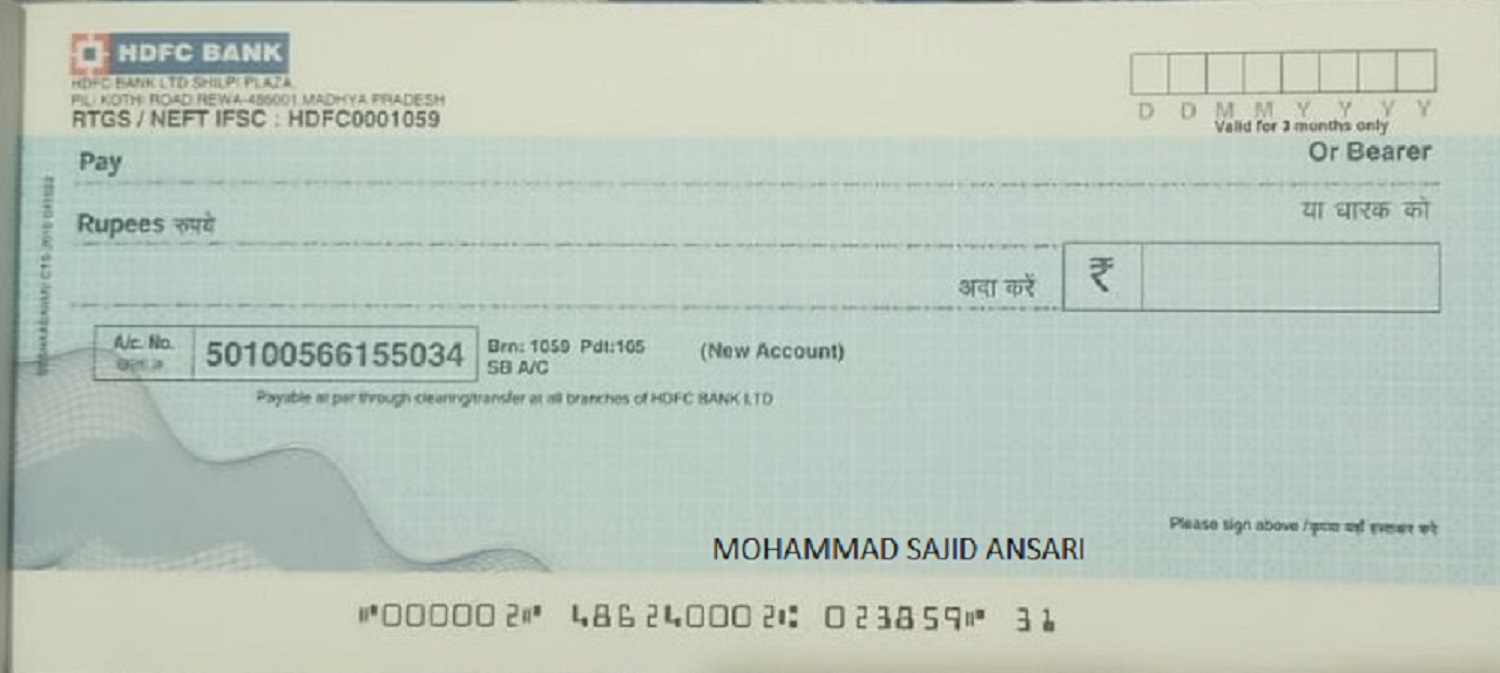 HDFC BANK
HDFC BANK LTD SHILPI PLAZA,
PILI KOTHI ROAD REWA-486001 MADHYA PRADESH
RTGS / NEFT IFSC : HDFC0001059
D D M M Y Y Y Y
Valid for 3 months only
Pay
Or Bearer
या धारक को
Rupees रुपये
अदा करें ₹
A/c. No. 50100566155034
Brn: 1059 Pdt:105
SB A/C
(New Account)
Payable at par through clearing/transfer at all branches of HDFC BANK LTD
Please sign above / कृपया यहाँ हस्ताक्षर करें
MOHAMMAD SAJID ANSARI
⑈000002⑈ 486240002⑆ 023859⑈ 31